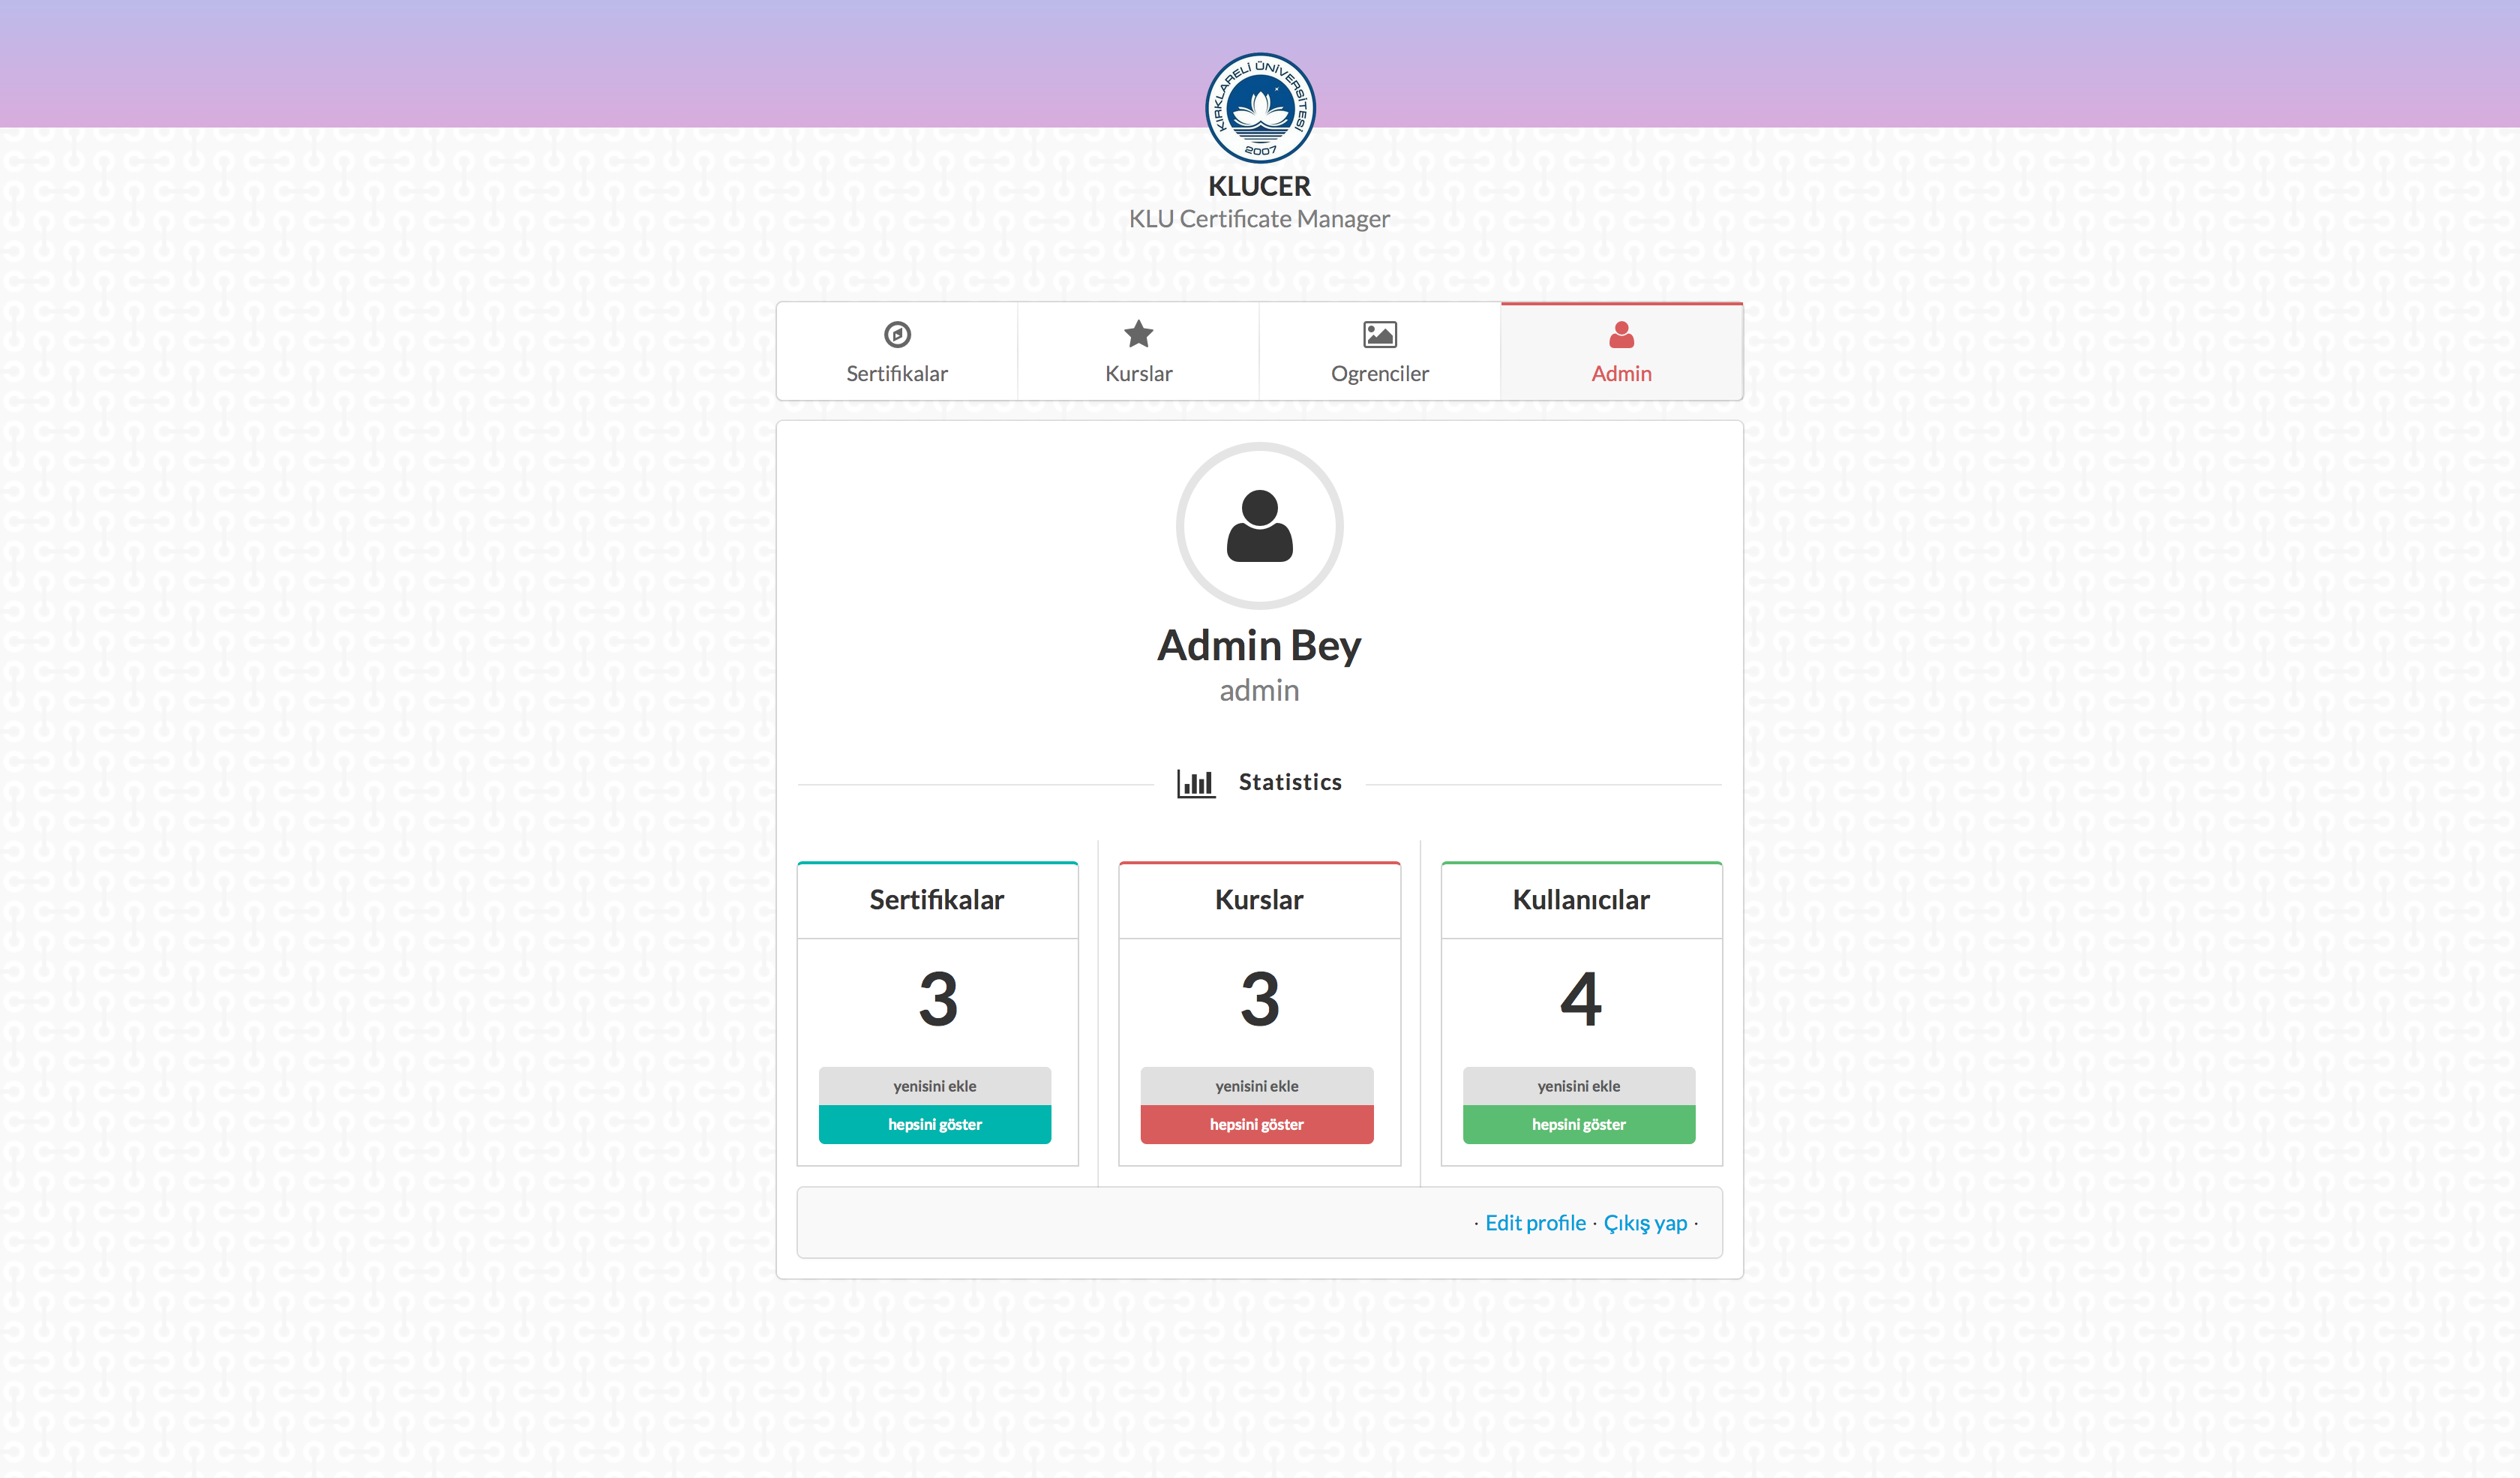 KIRKLARELİ ÜNİVERSİTESİ
2007
KLUCER
KLU Certificate Manager
Sertifikalar
Kurslar
Ogrenciler
Admin
Admin Bey
admin
Statistics
Sertifikalar
Kurslar
Kullanıcılar
3
3
4
yenisini ekle
yenisini ekle
yenisini ekle
hepsini göster
hepsini göster
hepsini göster
· Edit profile · Çıkış yap ·